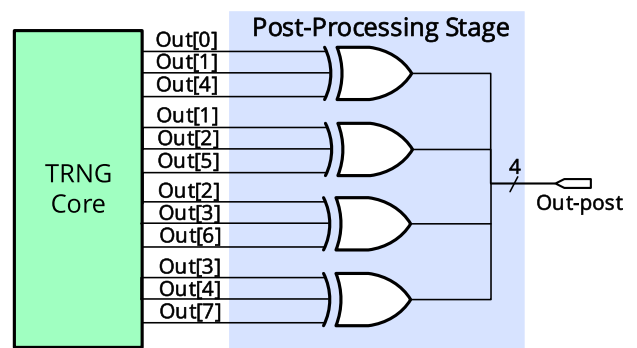 Post-Processing Stage
Out[0]
Out[1]
Out[4]
Out[1]
Out[2]
Out[5]
TRNG
Core
4
Out[2]
Out[3]
Out[6]
Out-post
Out[3]
Out[4]
Out[7]